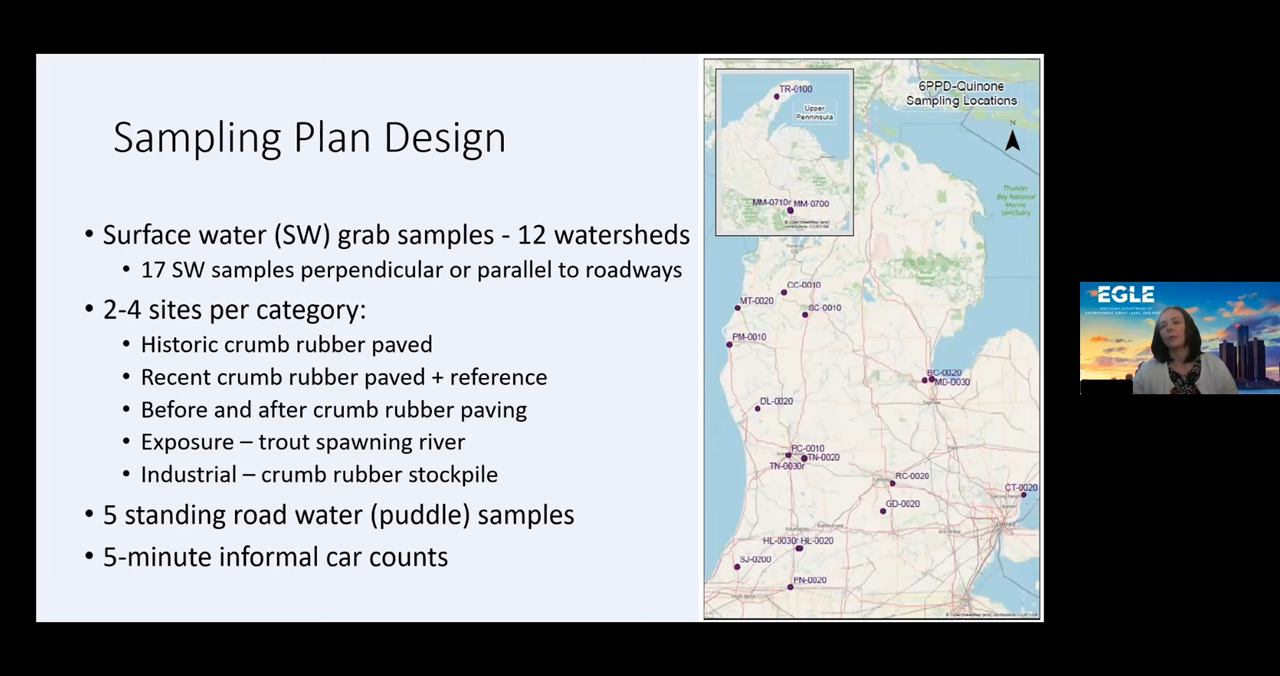 Sampling Plan Design
• Surface water (SW) grab samples - 12 watersheds
• 17 SW samples perpendicular or parallel to roadways
• 2-4 sites per category:
• Historic crumb rubber paved
• Recent crumb rubber paved + reference
• Before and after crumb rubber paving
• Exposure – trout spawning river
• Industrial – crumb rubber stockpile
• 5 standing road water (puddle) samples
• 5-minute informal car counts
6PPD-Quinone
Sampling Locations
N
TR-0100
Upper
Penninsula
MM-0710r MM-0700
Thunder
Bay National
Marine
Sanctuary
CC-0010
MT-0020
SC-0010
PM-0010
BC-0020
MD-0030
DL-0020
PC-0010
TN-0020
TN-0030r
RC-0020
CT-0020
GD-0020
Detroit
HL-0030r HL-0020
SJ-0200
PN-0020
EGLE